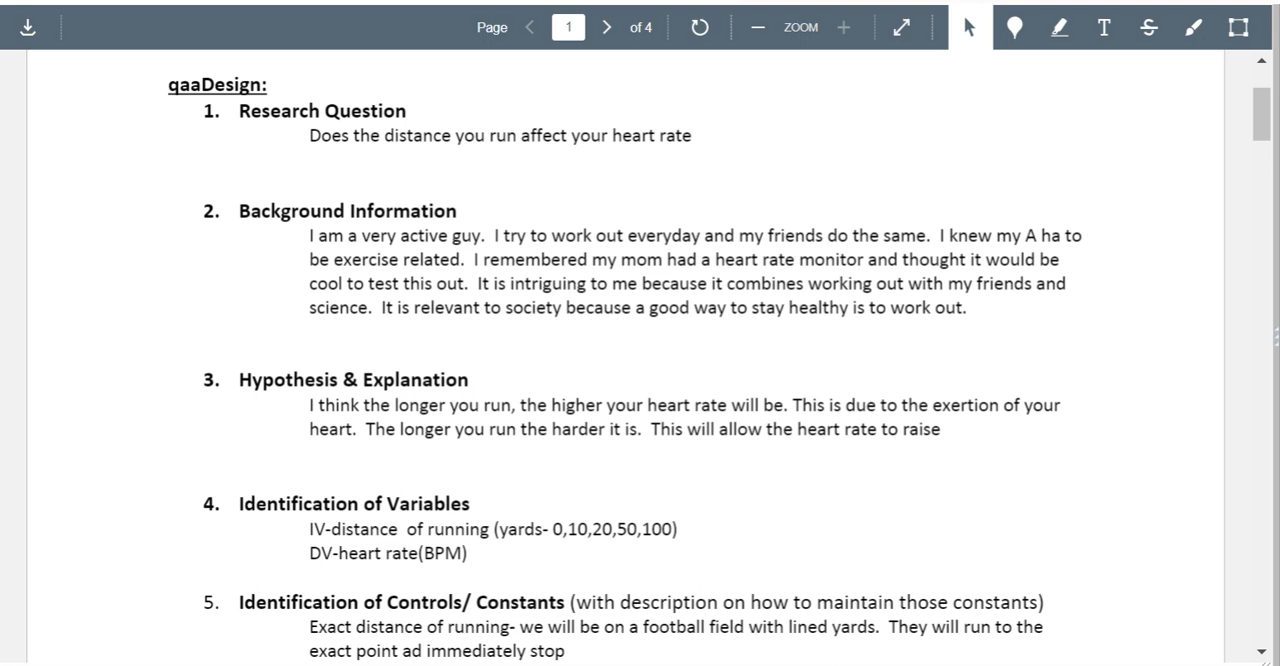 Page 1 of 4 ZOOM T S
qaaDesign:
1. Research Question
Does the distance you run affect your heart rate
2. Background Information
I am a very active guy.  I try to work out everyday and my friends do the same.  I knew my A ha to
be exercise related.  I remembered my mom had a heart rate monitor and thought it would be
cool to test this out.  It is intriguing to me because it combines working out with my friends and
science.  It is relevant to society because a good way to stay healthy is to work out.
3. Hypothesis & Explanation
I think the longer you run, the higher your heart rate will be. This is due to the exertion of your
heart.  The longer you run the harder it is.  This will allow the heart rate to raise
4. Identification of Variables
IV-distance  of running (yards- 0,10,20,50,100)
DV-heart rate(BPM)
5. Identification of Controls/ Constants (with description on how to maintain those constants)
Exact distance of running- we will be on a football field with lined yards.  They will run to the
exact point ad immediately stop